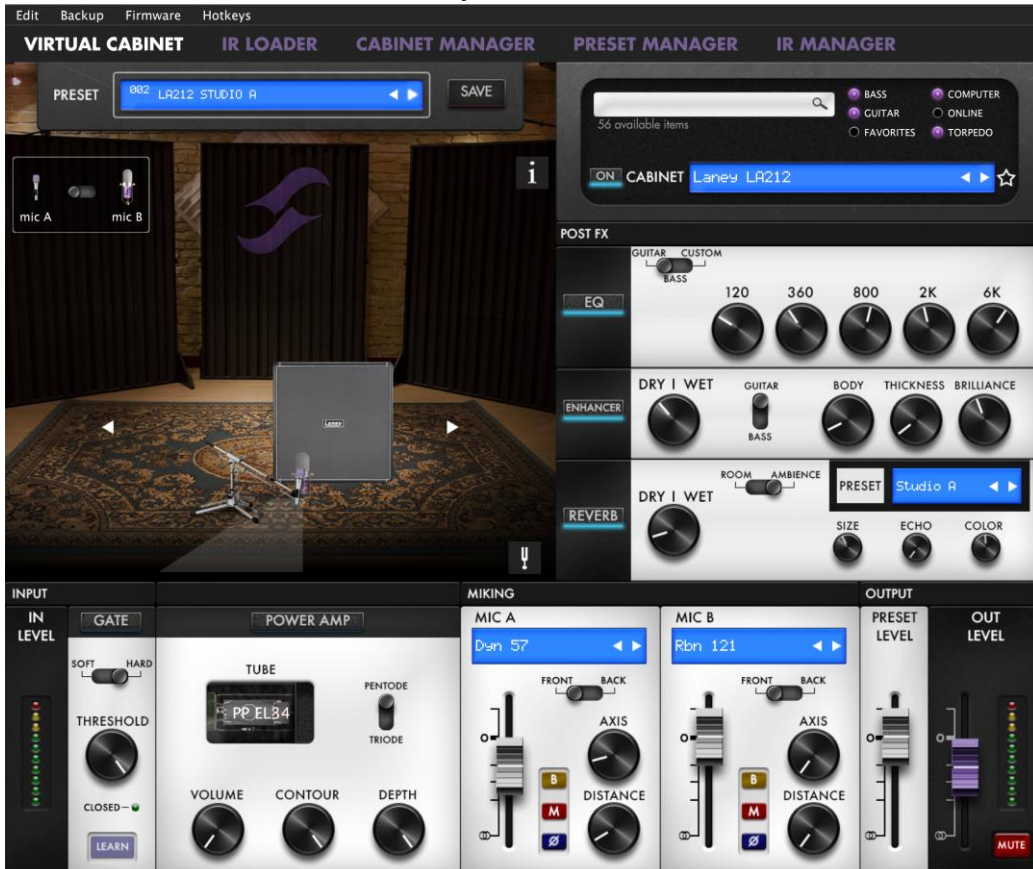 Edit Backup Firmware Hotkeys
VIRTUAL CABINET IR LOADER CABINET MANAGER PRESET MANAGER IR MANAGER
PRESET 002 LA212 STUDIO A SAVE
mic A mic B
i
LANEY
56 available items
BASS COMPUTER
GUITAR ONLINE
FAVORITES TORPEDO
ON CABINET Laney LA212
POST FX
GUITAR CUSTOM
BASS
EQ
120 360 800 2K 6K
ENHANCER
DRY | WET GUITAR BODY THICKNESS BRILLIANCE
BASS
REVERB
DRY | WET ROOM AMBIENCE PRESET Studio A
SIZE ECHO COLOR
INPUT
IN LEVEL
GATE
SOFT HARD
THRESHOLD
CLOSED
LEARN
POWER AMP
TUBE
PP EL34
PENTODE
TRIODE
VOLUME CONTOUR DEPTH
MIKING
MIC A
Dyn 57
FRONT BACK
AXIS
0
B
M
Ø
DISTANCE
∞
MIC B
Rbn 121
FRONT BACK
AXIS
0
B
M
Ø
DISTANCE
∞
OUTPUT
PRESET LEVEL
0
∞
OUT LEVEL
0
∞
MUTE